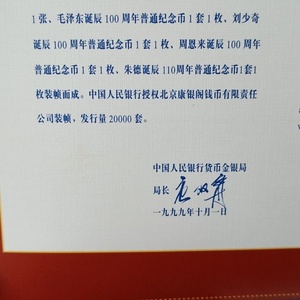 1张、毛泽东诞辰100周年普通纪念币1套1枚、刘少奇
诞辰100周年普通纪念币1套1枚、周恩来诞辰100周年
普通纪念币1套1枚、朱德诞辰110周年普通纪念币1套1
枚装帧而成。中国人民银行授权北京康银阁钱币有限责任
公司装帧，发行量20000套。
中国人民银行货币金银局
局长
一九九九年十月一日